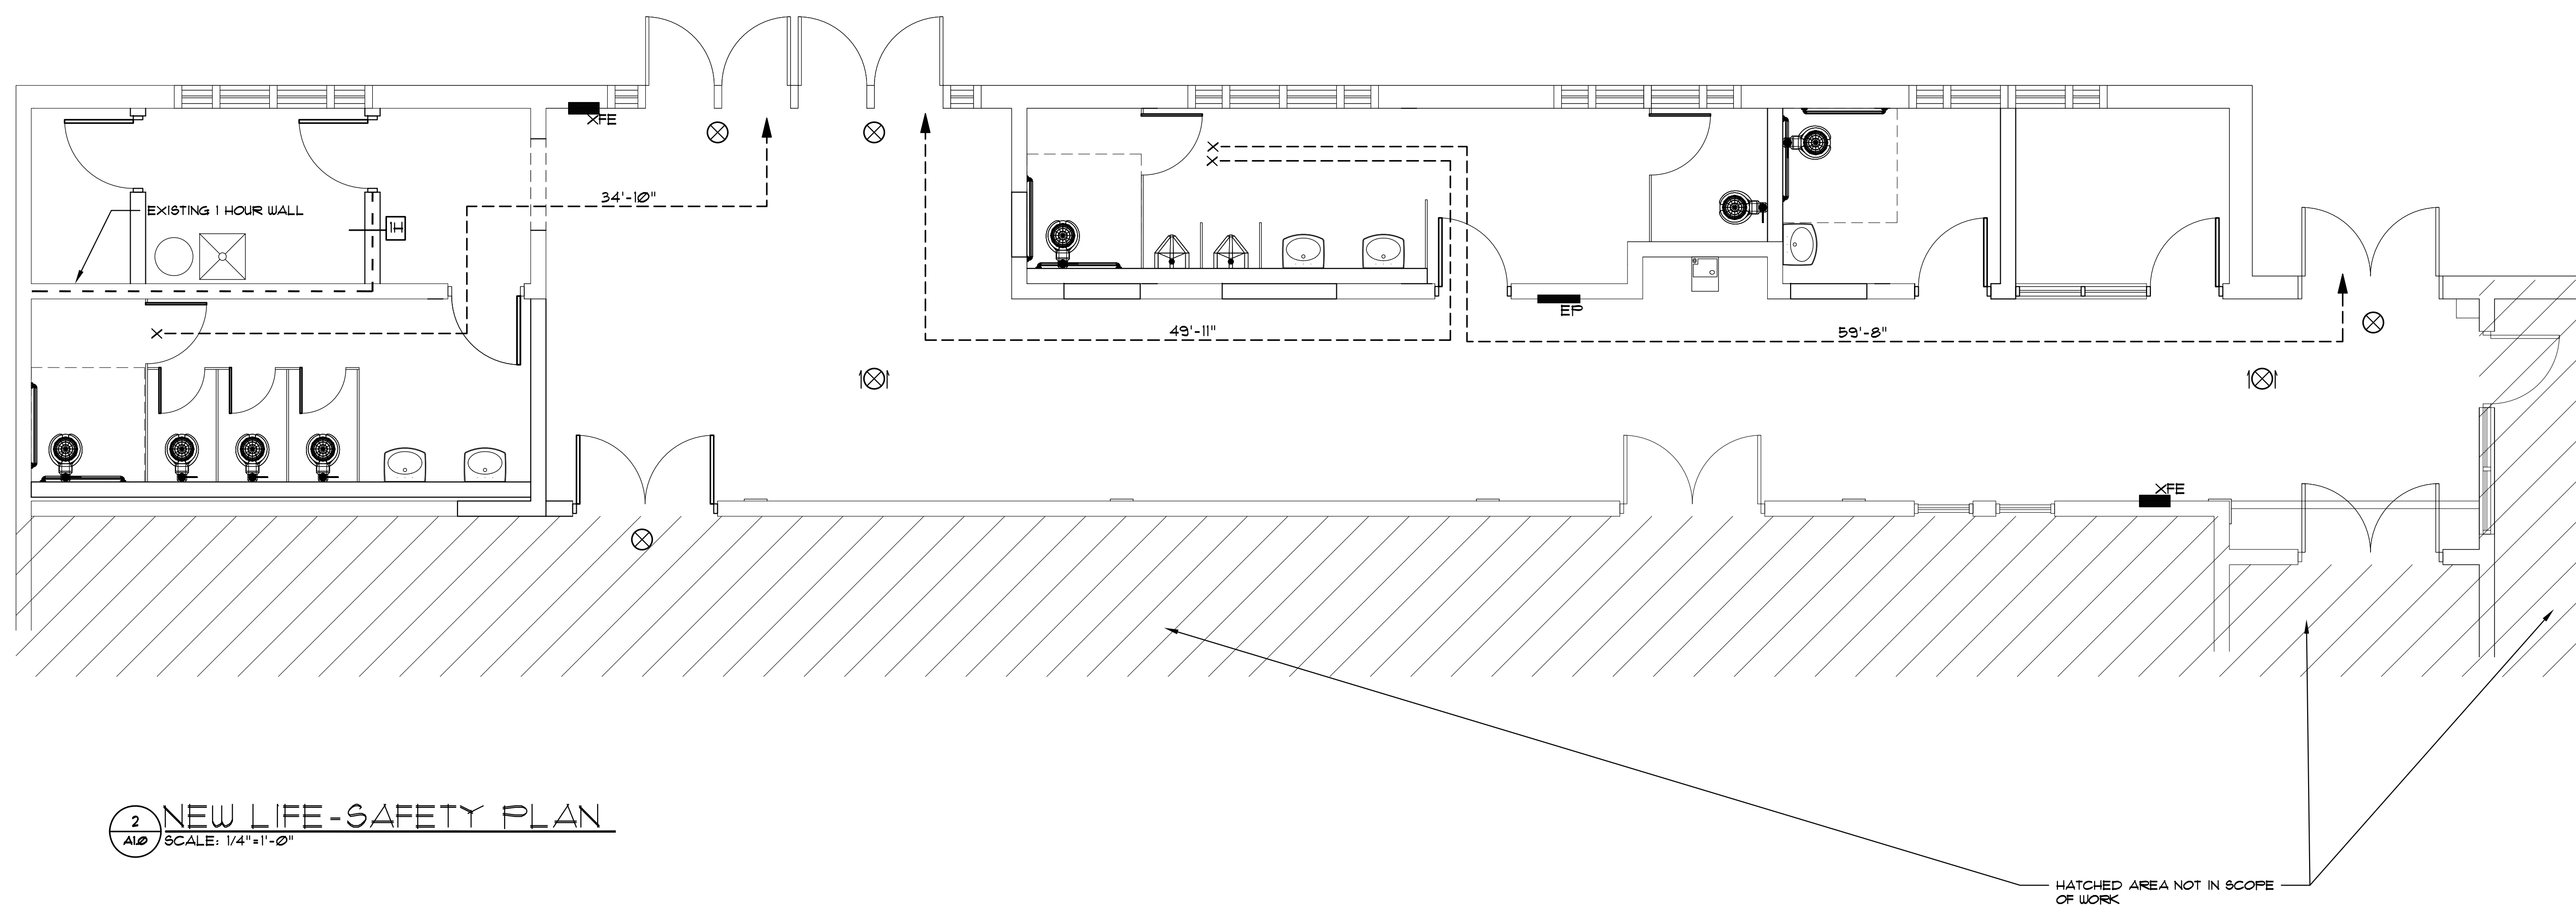 XFE
EXISTING 1 HOUR WALL
34'-10"
1H
49'-11"
EP
59'-8"
XFE
2
A1.0
NEW LIFE-SAFETY PLAN
SCALE: 1/4"=1'-0"
HATCHED AREA NOT IN SCOPE
OF WORK